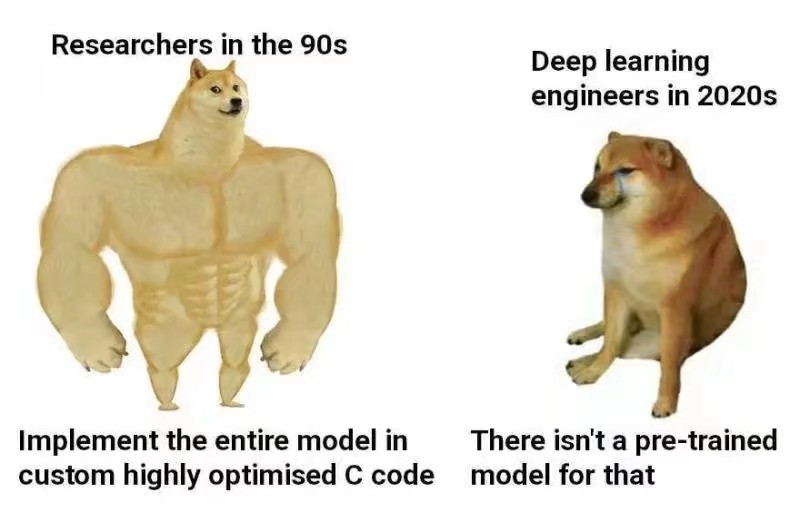 Researchers in the 90s
Deep learning
engineers in 2020s
Implement the entire model in
custom highly optimised C code
There isn't a pre-trained
model for that